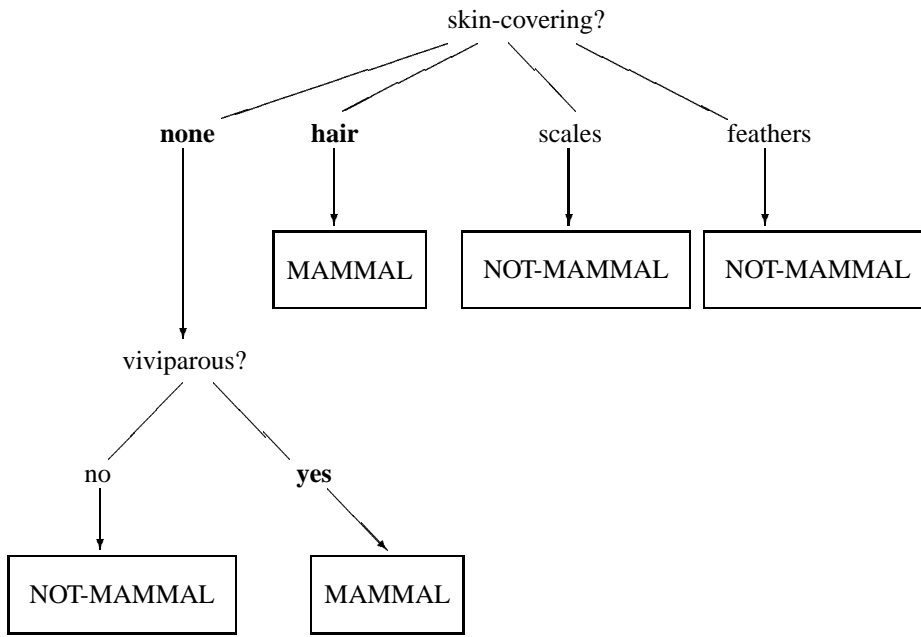 skin-covering?
none
hair
scales
feathers
MAMMAL
NOT-MAMMAL
NOT-MAMMAL
viviparous?
no
yes
NOT-MAMMAL
MAMMAL